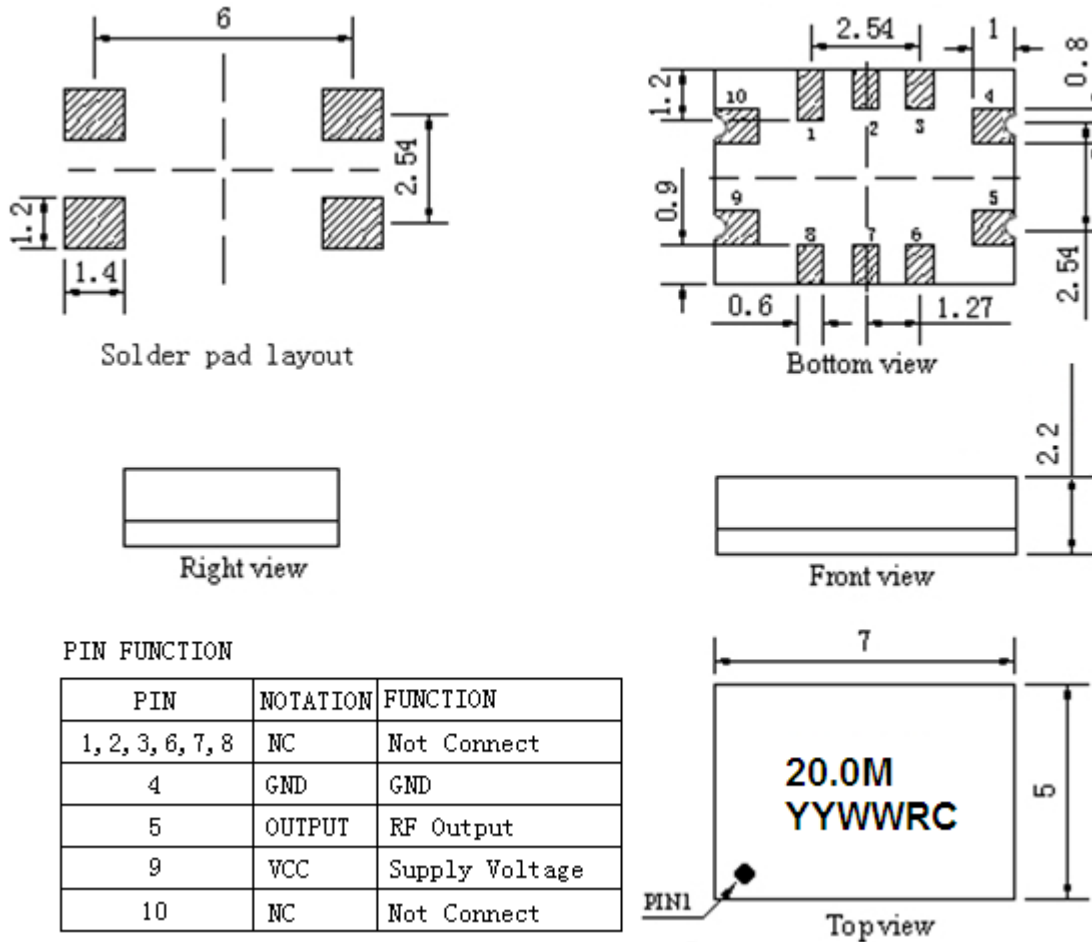 6
2.54
1.2
1.4
Solder pad layout
2.54
1
0.8
1.2
10
4
1
2
3
9
5
8
7
6
0.9
0.6
1.27
2.54
Bottom view
Right view
2.2
Front view
PIN FUNCTION
PIN NOTATION FUNCTION
1,2,3,6,7,8 NC Not Connect
4 GND GND
5 OUTPUT RF Output
9 VCC Supply Voltage
10 NC Not Connect
7
5
20.0M
YYWWRC
PIN1
Top view